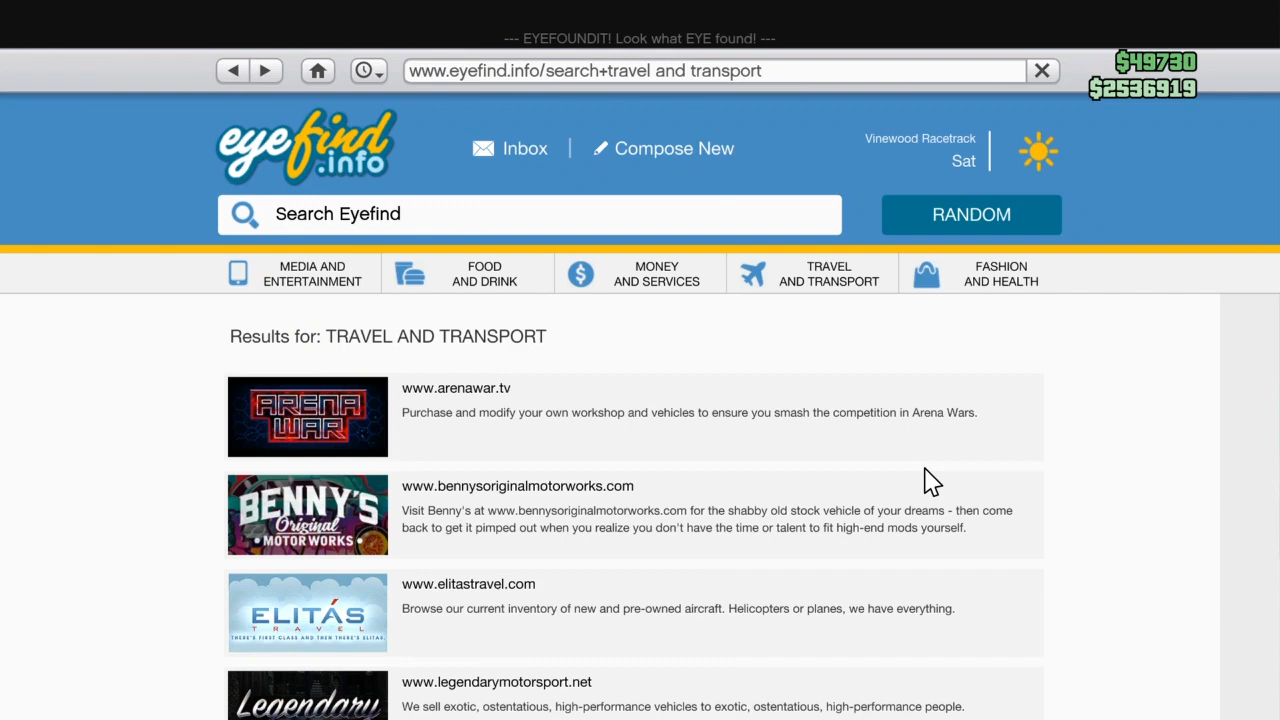 --- EYEFOUNDIT! Look what EYE found! ---
www.eyefind.info/search+travel and transport
$49730
$2536919
eyefind
.info
Inbox
Compose New
Vinewood Racetrack
Sat
Search Eyefind
RANDOM
MEDIA AND
ENTERTAINMENT
FOOD
AND DRINK
MONEY
AND SERVICES
TRAVEL
AND TRANSPORT
FASHION
AND HEALTH
Results for: TRAVEL AND TRANSPORT
ARENA
WAR
www.arenawar.tv
Purchase and modify your own workshop and vehicles to ensure you smash the competition in Arena Wars.
BENNY'S
Original
MOTOR WORKS
www.bennysoriginalmotorworks.com
Visit Benny's at www.bennysoriginalmotorworks.com for the shabby old stock vehicle of your dreams - then come
back to get it pimped out when you realize you don't have the time or talent to fit high-end mods yourself.
ELITÁS
TRAVEL
THERE'S FIRST CLASS AND THEN THERE'S ELITAS.
www.elitastravel.com
Browse our current inventory of new and pre-owned aircraft. Helicopters or planes, we have everything.
Legendary
www.legendarymotorsport.net
We sell exotic, ostentatious, high-performance vehicles to exotic, ostentatious, high-performance people.